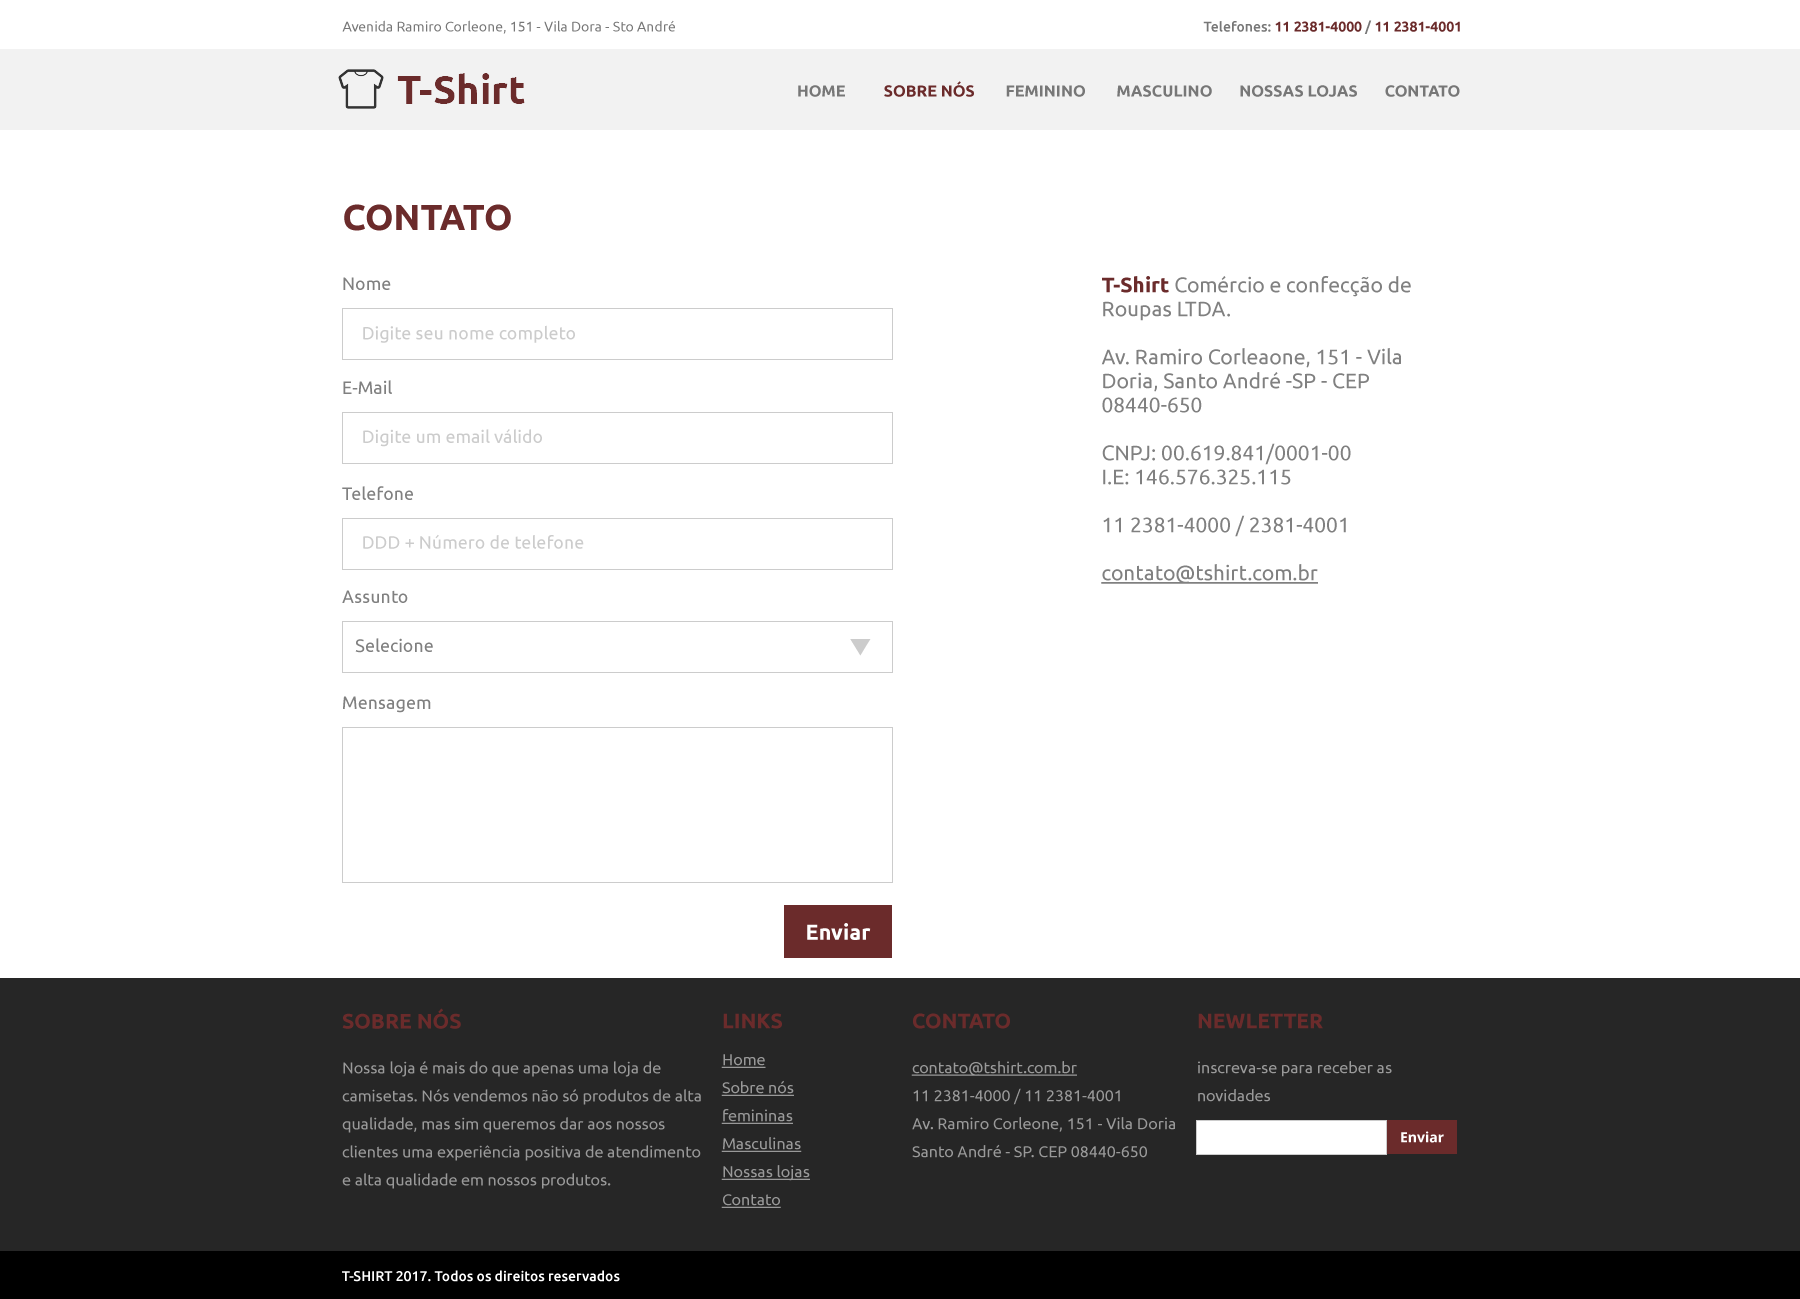 Avenida Ramiro Corleone, 151 - Vila Dora - Sto André
Telefones: 11 2381-4000 / 11 2381-4001
T-Shirt
HOME SOBRE NÓS FEMININO MASCULINO NOSSAS LOJAS CONTATO
CONTATO
Nome
Digite seu nome completo
E-Mail
Digite um email válido
Telefone
DDD + Número de telefone
Assunto
Selecione
Mensagem
Enviar
T-Shirt Comércio e confecção de
Roupas LTDA.
Av. Ramiro Corleaone, 151 - Vila
Doria, Santo André -SP - CEP
08440-650
CNPJ: 00.619.841/0001-00
I.E: 146.576.325.115
11 2381-4000 / 2381-4001
contato@tshirt.com.br
SOBRE NÓS
Nossa loja é mais do que apenas uma loja de
camisetas. Nós vendemos não só produtos de alta
qualidade, mas sim queremos dar aos nossos
clientes uma experiência positiva de atendimento
e alta qualidade em nossos produtos.
LINKS
Home
Sobre nós
femininas
Masculinas
Nossas lojas
Contato
CONTATO
contato@tshirt.com.br
11 2381-4000 / 11 2381-4001
Av. Ramiro Corleone, 151 - Vila Doria
Santo André - SP. CEP 08440-650
NEWLETTER
inscreva-se para receber as
novidades
Enviar
T-SHIRT 2017. Todos os direitos reservados